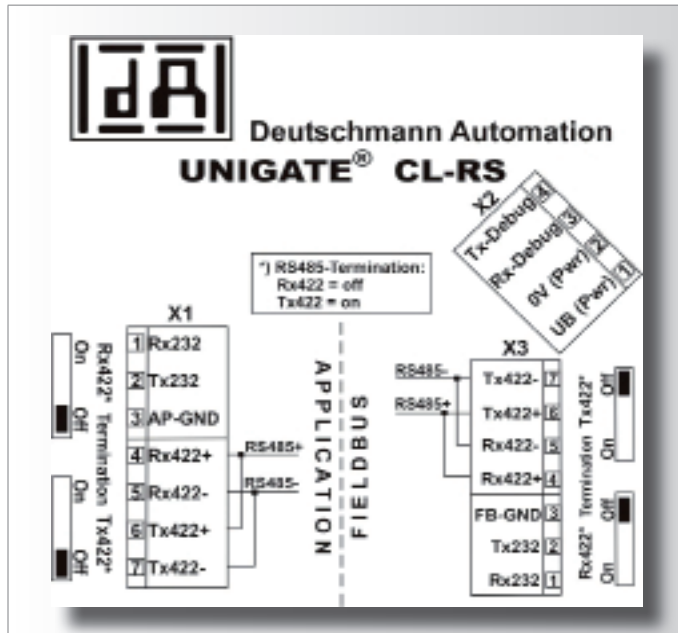 dA
Deutschmann Automation
UNIGATE® CL-RS
X2
Tx-Debug 4
Rx-Debug 3
0V (Pwr) 2
UB (Pwr) 1
*) RS485-Termination:
Rx422 = off
Tx422 = on
X1
1 Rx232
2 Tx232
3 AP-GND
4 Rx422+
5 Rx422-
6 Tx422+
7 Tx422-
RS485+
RS485-
On
Off
On
Off
Rx422* Termination Tx422*
APPLICATION
FIELDBUS
X3
RS485-
RS485+
Tx422- 7
Tx422+ 6
Rx422- 5
Rx422+ 4
FB-GND 3
Tx232 2
Rx232 1
Rx422* Termination Tx422*
Off
On
Off
On